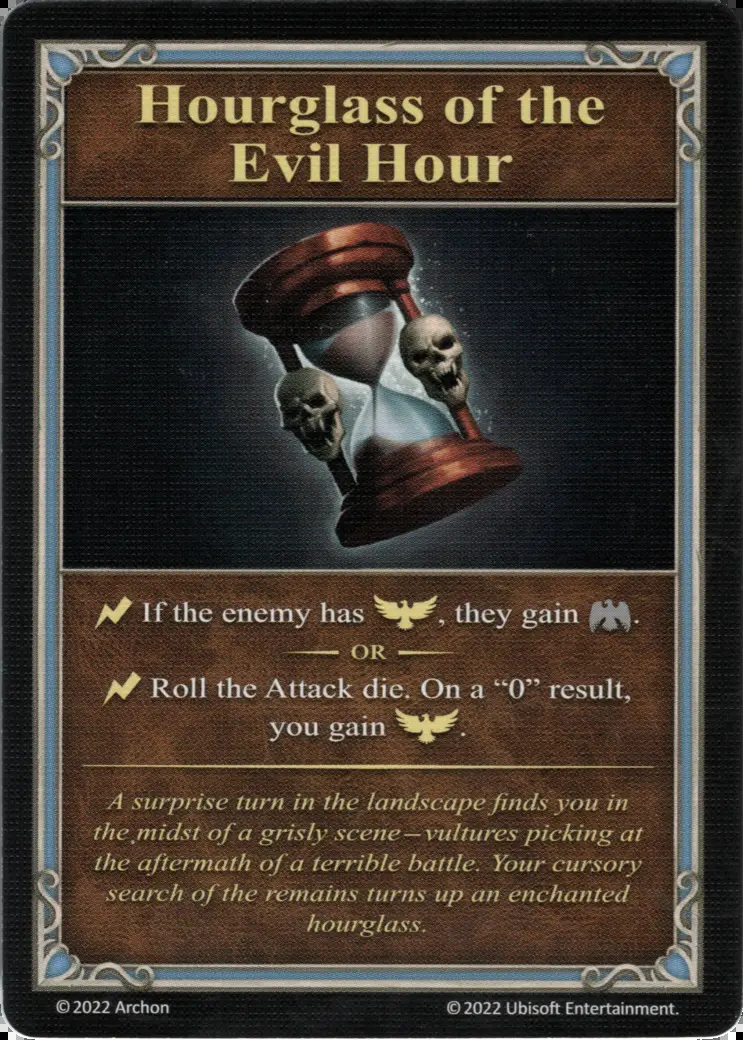 Hourglass of the
Evil Hour
If the enemy has , they gain .
OR
Roll the Attack die. On a “0” result,
you gain .
A surprise turn in the landscape finds you in
the midst of a grisly scene—vultures picking at
the aftermath of a terrible battle. Your cursory
search of the remains turns up an enchanted
hourglass.
© 2022 Archon
© 2022 Ubisoft Entertainment.